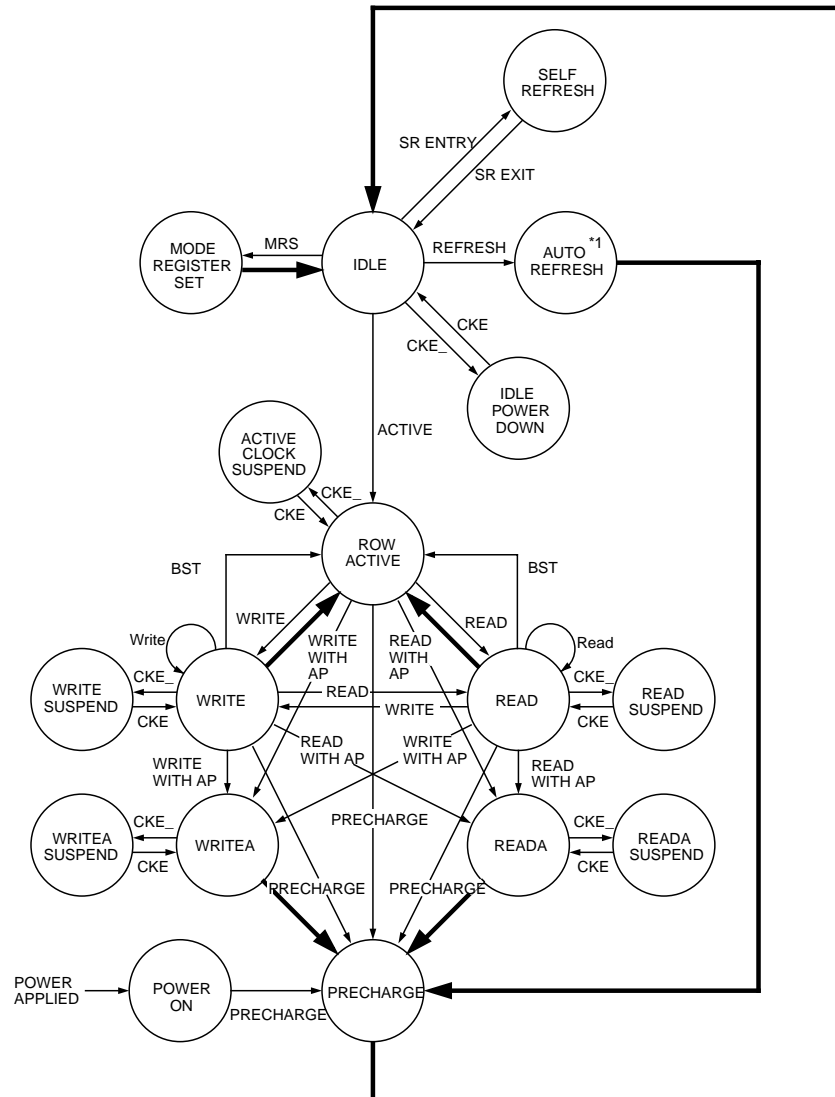 SELF
REFRESH
SR ENTRY
SR EXIT
MODE
REGISTER
SET
MRS
IDLE
REFRESH
*1
AUTO
REFRESH
CKE
CKE_
IDLE
POWER
DOWN
ACTIVE
ACTIVE
CLOCK
SUSPEND
CKE_
CKE
ROW
ACTIVE
BST
BST
WRITE
READ
Write
WRITE
WITH
AP
READ
WITH
AP
Read
WRITE
SUSPEND
CKE_
CKE
WRITE
READ
WRITE
READ
CKE_
CKE
READ
SUSPEND
WRITE
WITH AP
READ
WITH AP
WRITE
WITH AP
READ
WITH AP
WRITEA
SUSPEND
CKE_
CKE
WRITEA
PRECHARGE
READA
CKE_
CKE
READA
SUSPEND
PRECHARGE
PRECHARGE
POWER
APPLIED
POWER
ON
PRECHARGE
PRECHARGE